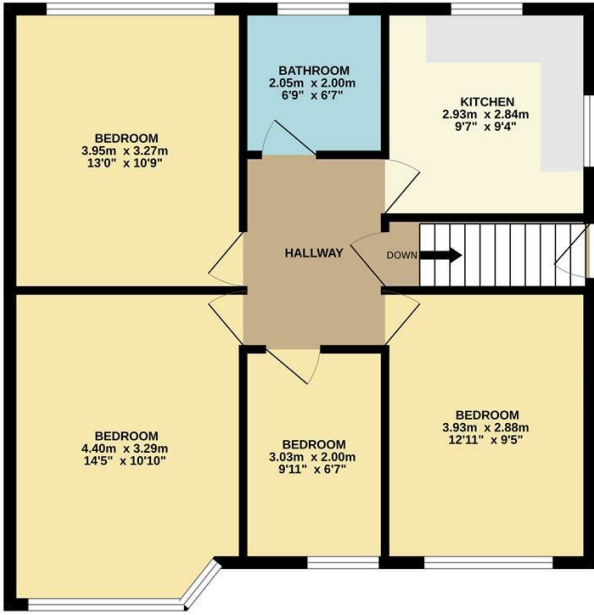 BATHROOM
2.05m x 2.00m
6'9" x 6'7"
KITCHEN
2.93m x 2.84m
9'7" x 9'4"
BEDROOM
3.95m x 3.27m
13'0" x 10'9"
HALLWAY
DOWN
BEDROOM
4.40m x 3.29m
14'5" x 10'10"
BEDROOM
3.03m x 2.00m
9'11" x 6'7"
BEDROOM
3.93m x 2.88m
12'11" x 9'5"